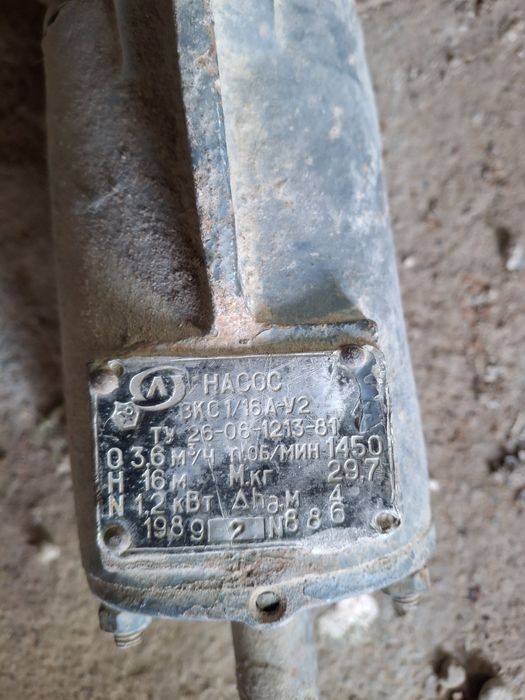 НАСОС
ВКС 1/16А-У2
ТУ 26-06-1213-81
Q 3,6 м³/ч п.об/мин 1450
Н 16 м М.кг 29,7
N 1,2 кВт Δhд.м 4
1989 2 N 886 6